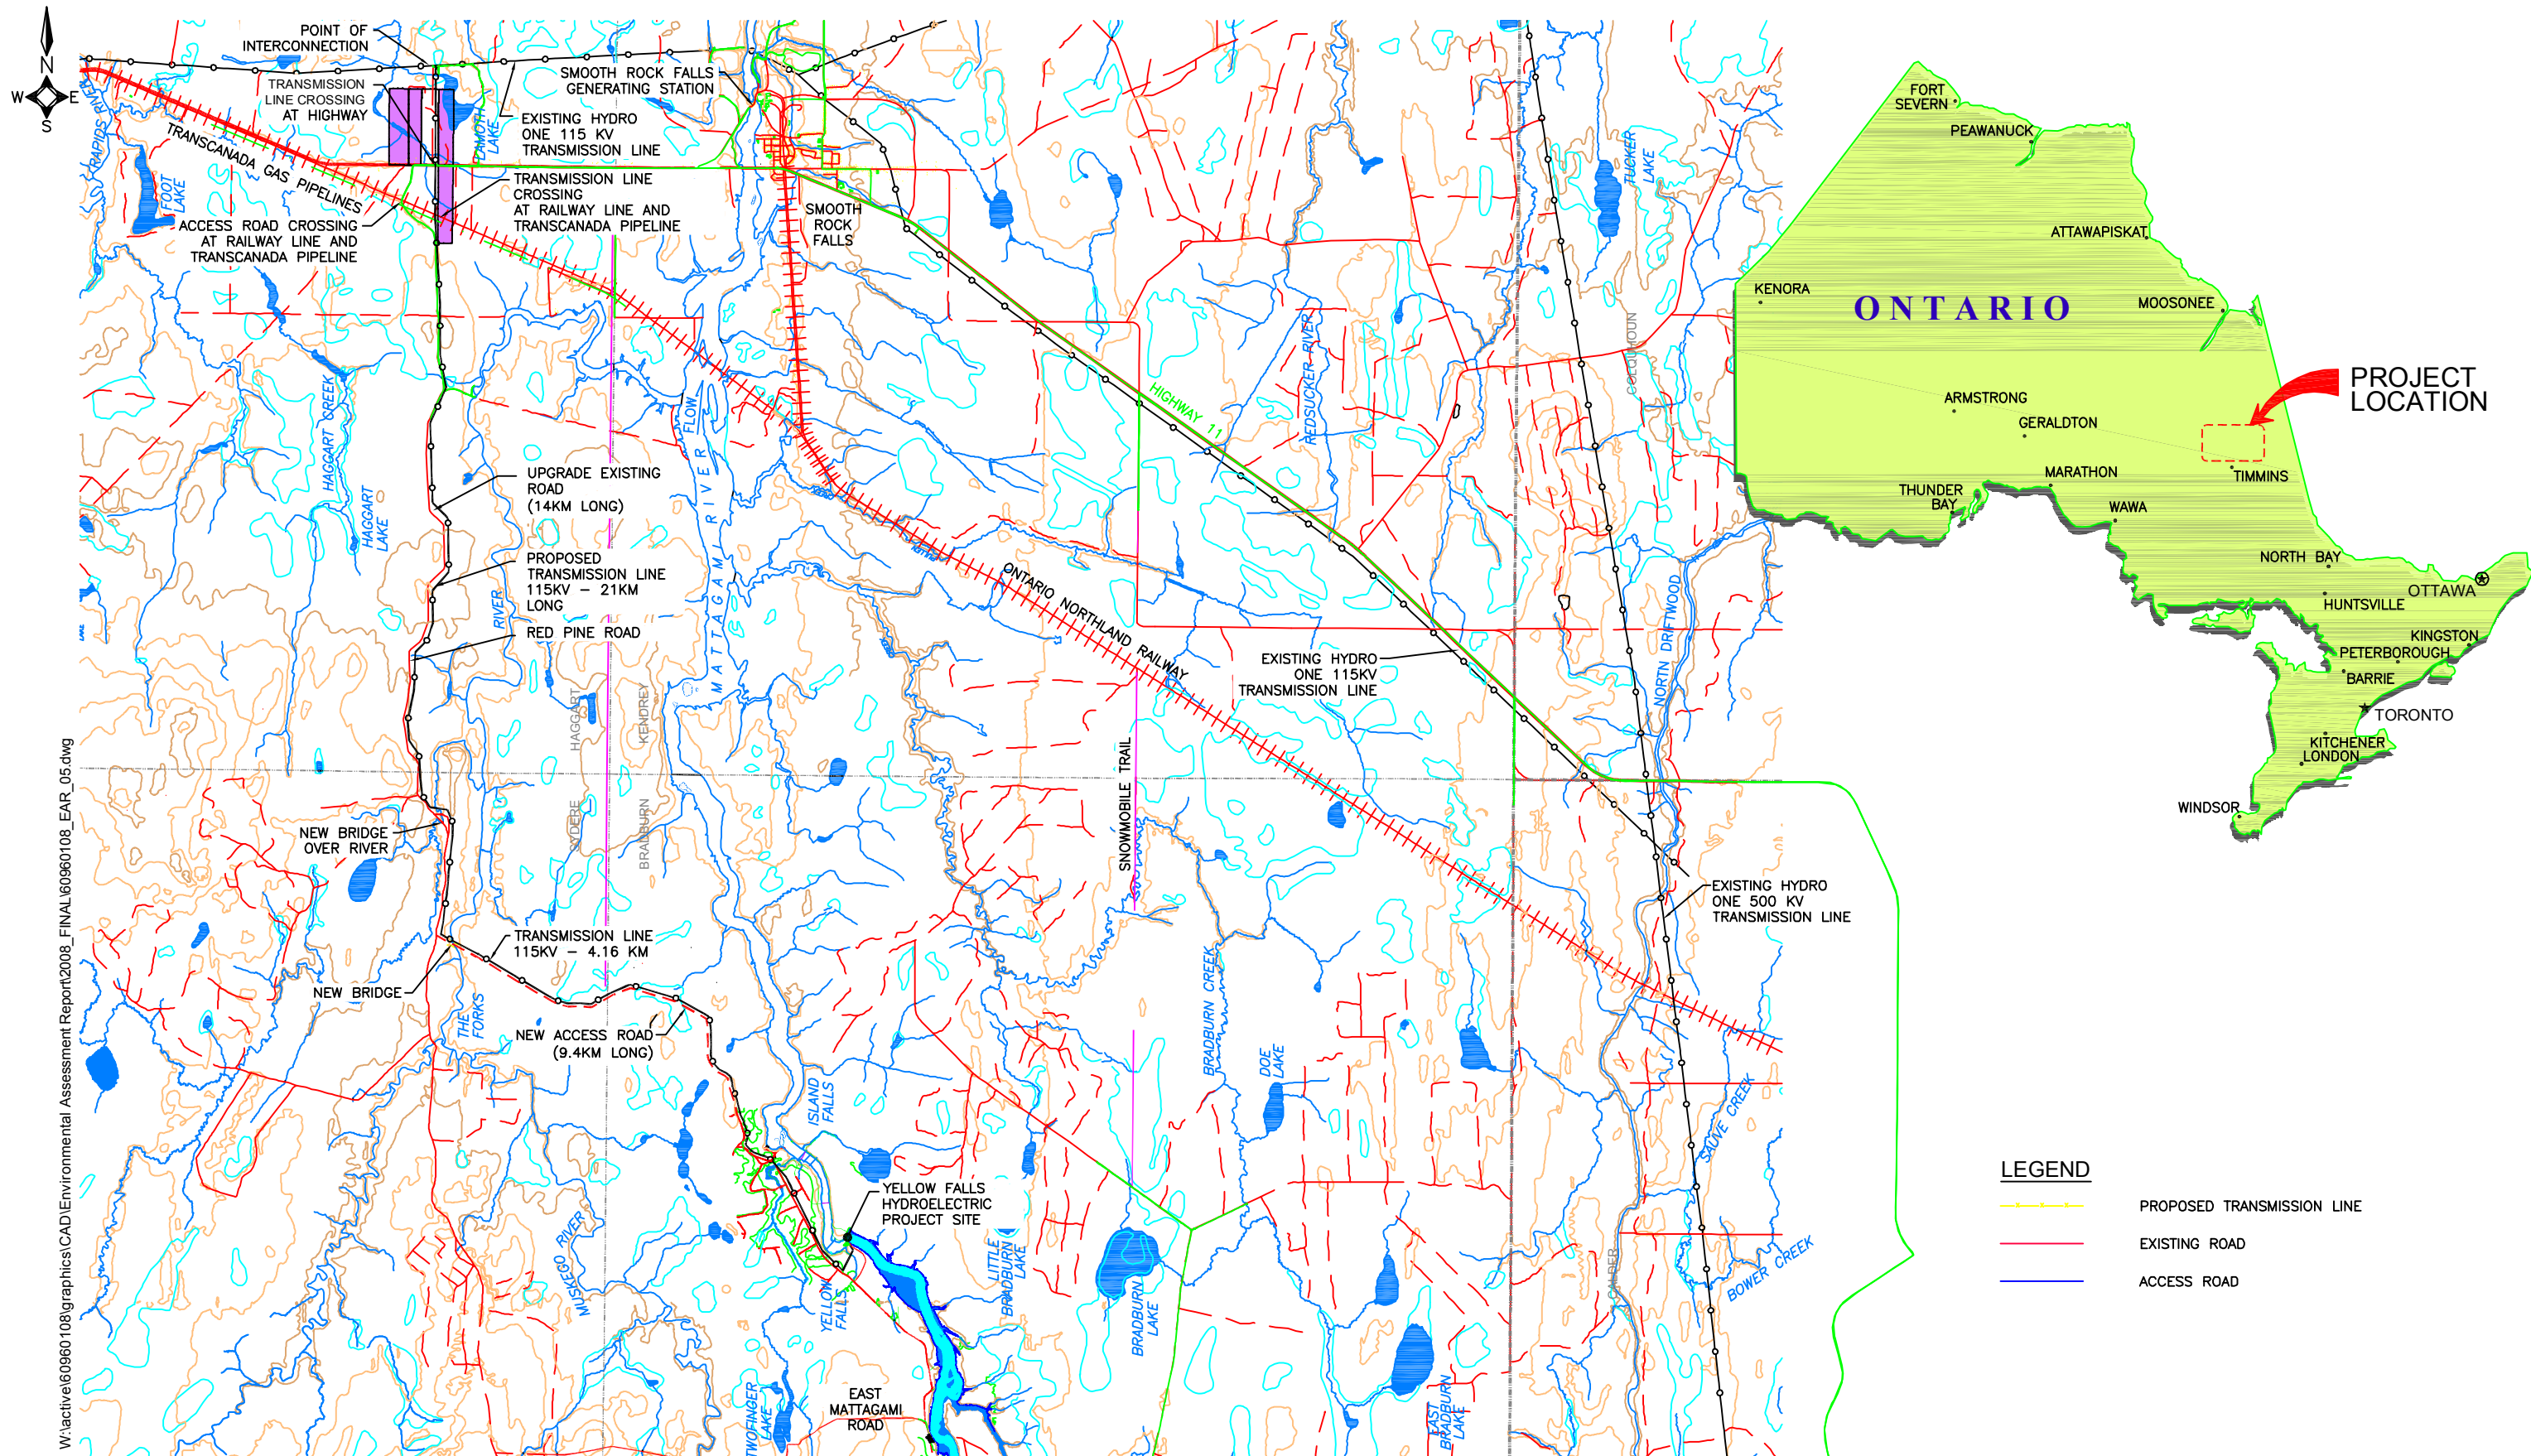 N
W
E
S
POINT OF
INTERCONNECTION
TRANSMISSION
LINE CROSSING
AT HIGHWAY
SMOOTH ROCK FALLS
GENERATING STATION
LAMOTH
LAKE
EXISTING HYDRO
ONE 115 KV
TRANSMISSION LINE
RAPIDS RIVER
TRANSCANADA GAS PIPELINES
FOOT
LAKE
ACCESS ROAD CROSSING
AT RAILWAY LINE AND
TRANSCANADA PIPELINE
TRANSMISSION LINE
CROSSING
AT RAILWAY LINE AND
TRANSCANADA PIPELINE
SMOOTH
ROCK
FALLS
TUCKER
LAKE
COLQUHOUN
REDSUCKER RIVER
HIGHWAY 11
HAGGART CREEK
HAGGART
LAKE
FLOW
MATTAGAMI RIVER
UPGRADE EXISTING
ROAD
(14KM LONG)
PROPOSED
TRANSMISSION LINE
115KV – 21KM
LONG
RIVER
RED PINE ROAD
ONTARIO NORTHLAND RAILWAY
EXISTING HYDRO
ONE 115KV
TRANSMISSION LINE
NORTH DRIFTWOOD
HAGGART
KENDREY
SYDERE
BRADBURN
SNOWMOBILE TRAIL
NEW BRIDGE
OVER RIVER
EXISTING HYDRO
ONE 500 KV
TRANSMISSION LINE
TRANSMISSION LINE
115KV – 4.16 KM
NEW BRIDGE
THE
FORKS
NEW ACCESS ROAD
(9.4KM LONG)
BRADBURN CREEK
DOE
LAKE
ISLAND
FALLS
SAUVE CREEK
YELLOW FALLS
HYDROELECTRIC
PROJECT SITE
MUSKEGO RIVER
YELLOW
FALLS
LITTLE
BRADBURN
LAKE
BRADBURN
LAKE
CALDER
BOWER CREEK
EAST
MATTAGAMI
ROAD
TWOFINGER
LAKE
EAST
BRADBURN
LAKE
LAKE
W:\active\60960108\graphics\CAD\Environmental Assessment Report\2008_FINAL\60960108_EAR_05.dwg
FORT
SEVERN
PEAWANUCK
ATTAWAPISKAT
KENORA
ONTARIO
MOOSONEE
PROJECT
LOCATION
ARMSTRONG
GERALDTON
MARATHON
TIMMINS
THUNDER
BAY
WAWA
NORTH BAY
OTTAWA
HUNTSVILLE
KINGSTON
PETERBOROUGH
BARRIE
TORONTO
KITCHENER
LONDON
WINDSOR
LEGEND
PROPOSED TRANSMISSION LINE
EXISTING ROAD
ACCESS ROAD